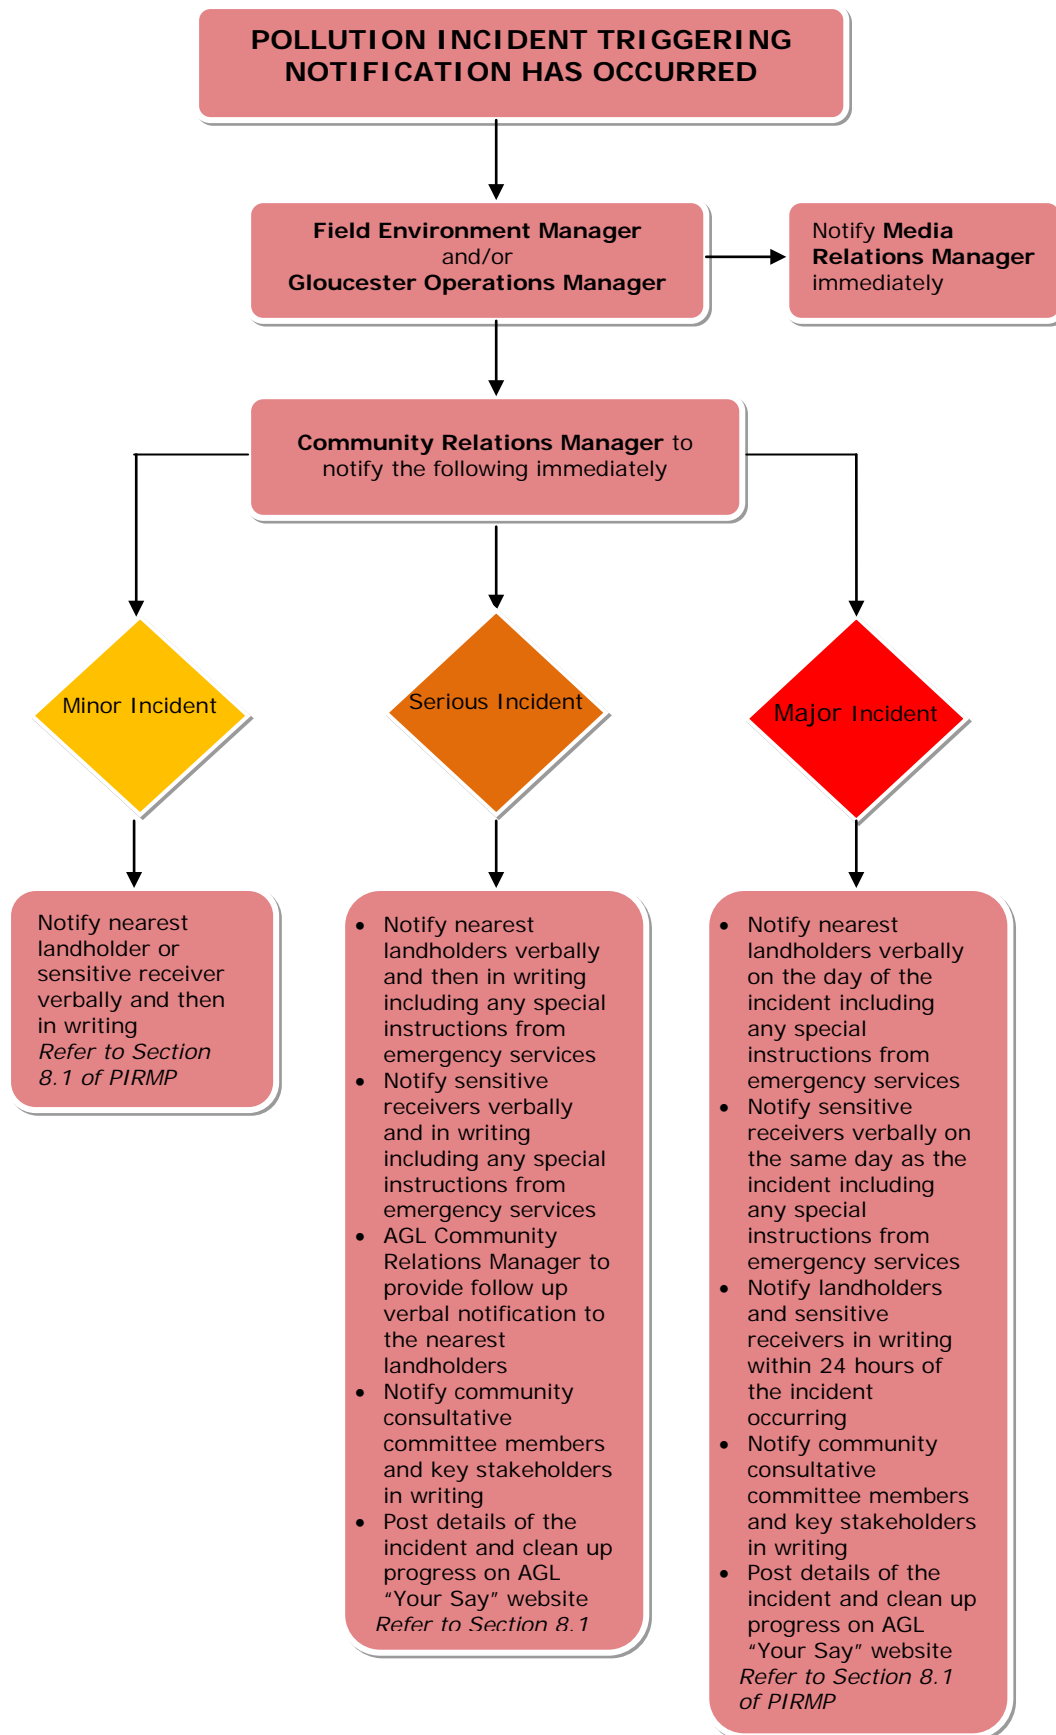 POLLUTION INCIDENT TRIGGERING
NOTIFICATION HAS OCCURRED
Field Environment Manager
and/or
Gloucester Operations Manager
Notify Media
Relations Manager
immediately
Community Relations Manager to
notify the following immediately
Minor Incident
Serious Incident
Major Incident
Notify nearest
landholder or
sensitive receiver
verbally and then
in writing
Refer to Section
8.1 of PIRMP
• Notify nearest
landholders verbally
and then in writing
including any special
instructions from
emergency services
• Notify sensitive
receivers verbally
and in writing
including any special
instructions from
emergency services
• AGL Community
Relations Manager to
provide follow up
verbal notification to
the nearest
landholders
• Notify community
consultative
committee members
and key stakeholders
in writing
• Post details of the
incident and clean up
progress on AGL
“Your Say” website
Refer to Section 8.1
• Notify nearest
landholders verbally
on the day of the
incident including
any special
instructions from
emergency services
• Notify sensitive
receivers verbally on
the same day as the
incident including
any special
instructions from
emergency services
• Notify landholders
and sensitive
receivers in writing
within 24 hours of
the incident
occurring
• Notify community
consultative
committee members
and key stakeholders
in writing
• Post details of the
incident and clean up
progress on AGL
“Your Say” website
Refer to Section 8.1
of PIRMP